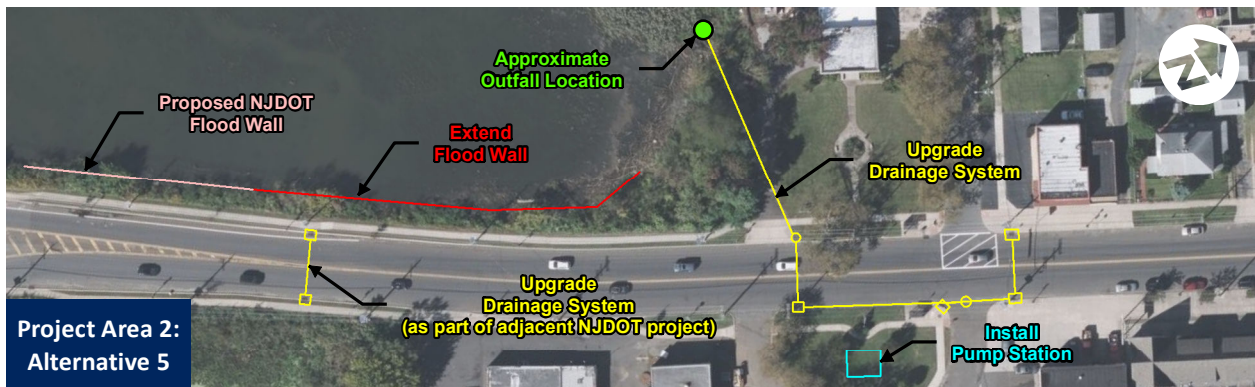 Approximate
Outfall Location
Proposed NJDOT
Flood Wall
Extend
Flood Wall
Upgrade
Drainage System
Upgrade
Drainage System
(as part of adjacent NJDOT project)
Install
Pump Station
Project Area 2:
Alternative 5
N